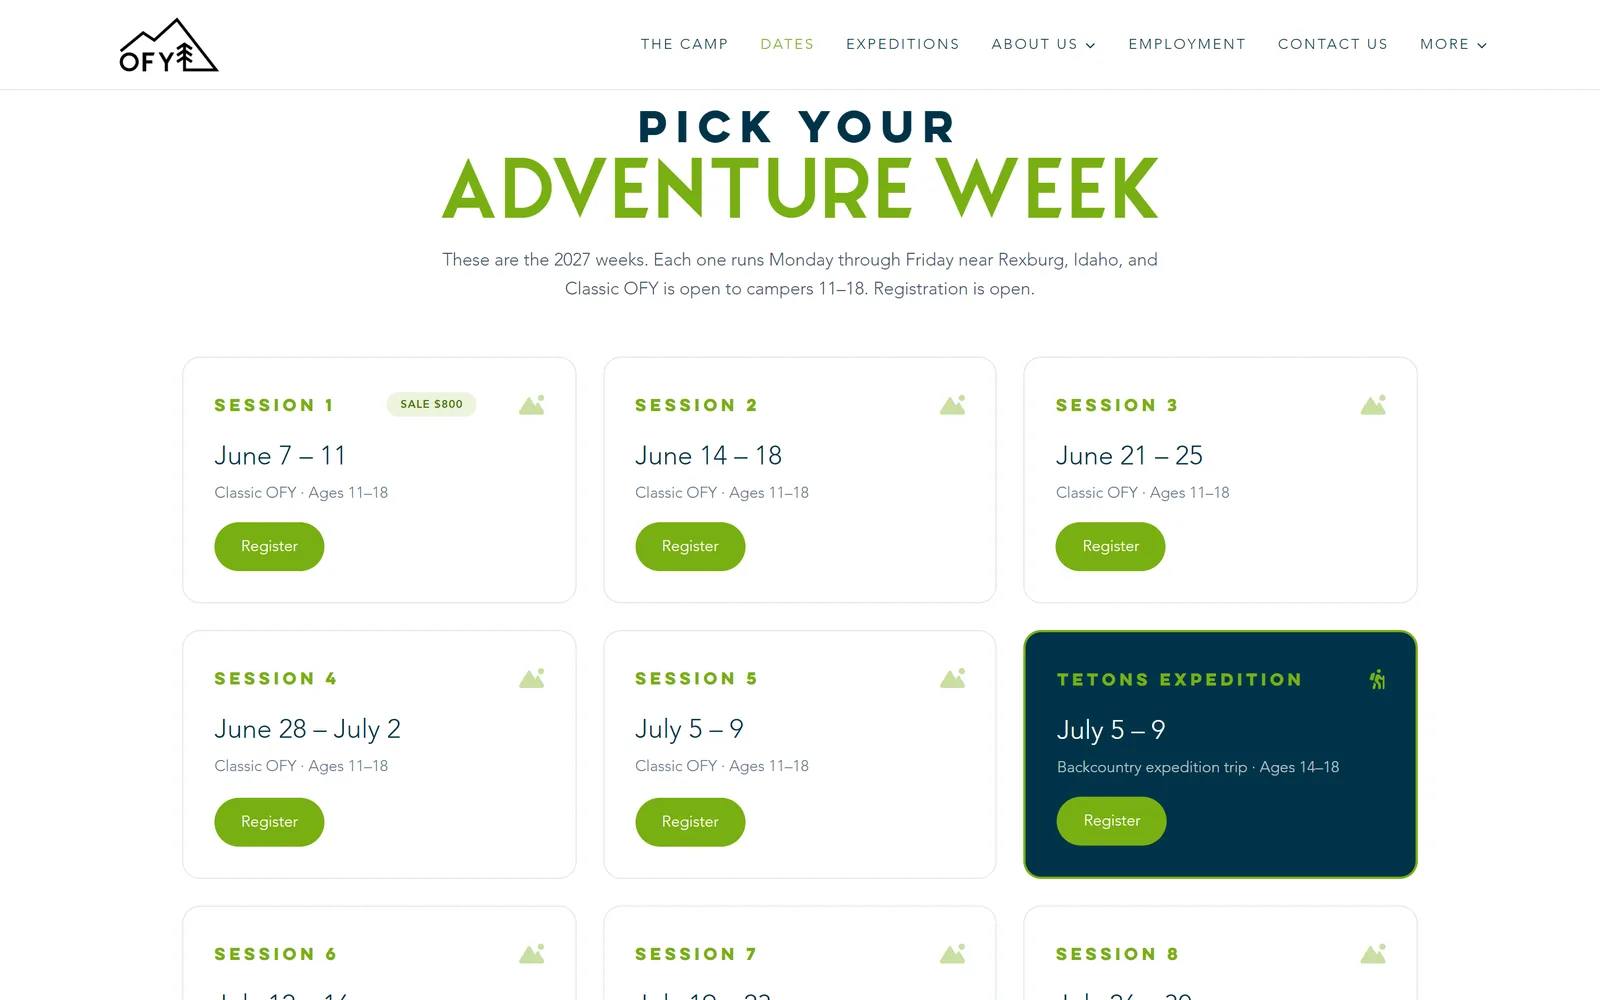 OFY
THE CAMP
DATES
EXPEDITIONS
ABOUT US
EMPLOYMENT
CONTACT US
MORE
PICK YOUR
ADVENTURE WEEK
These are the 2027 weeks. Each one runs Monday through Friday near Rexburg, Idaho, and
Classic OFY is open to campers 11–18. Registration is open.
SESSION 1
SALE $800
June 7 – 11
Classic OFY · Ages 11–18
Register
SESSION 2
June 14 – 18
Classic OFY · Ages 11–18
Register
SESSION 3
June 21 – 25
Classic OFY · Ages 11–18
Register
SESSION 4
June 28 – July 2
Classic OFY · Ages 11–18
Register
SESSION 5
July 5 – 9
Classic OFY · Ages 11–18
Register
TETONS EXPEDITION
July 5 – 9
Backcountry expedition trip · Ages 14–18
Register
SESSION 6
SESSION 7
SESSION 8